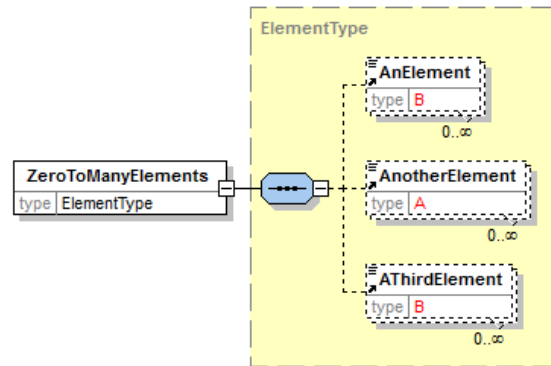 ElementType
AnElement
type B
0..∞
ZeroToManyElements
type ElementType
AnotherElement
type A
0..∞
AThirdElement
type B
0..∞